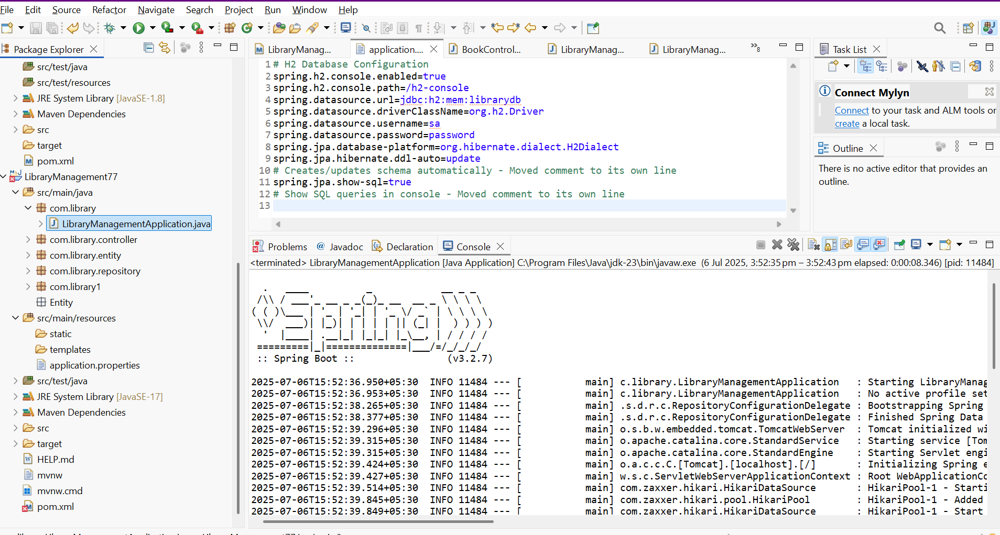 File Edit Source Refactor Navigate Search Project Run Window Help
Package Explorer
src/test/java
src/test/resources
JRE System Library [JavaSE-1.8]
Maven Dependencies
src
target
pom.xml
LibraryManagement77
src/main/java
com.library
LibraryManagementApplication.java
com.library.controller
com.library.entity
com.library.repository
com.library1
Entity
src/main/resources
static
templates
application.properties
src/test/java
JRE System Library [JavaSE-17]
Maven Dependencies
src
target
HELP.md
mvnw
mvnw.cmd
pom.xml
LibraryManag... application.... BookControl... LibraryManag... LibraryManag... »8
1 # H2 Database Configuration
2 spring.h2.console.enabled=true
3 spring.h2.console.path=/h2-console
4 spring.datasource.url=jdbc:h2:mem:librarydb
5 spring.datasource.driverClassName=org.h2.Driver
6 spring.datasource.username=sa
7 spring.datasource.password=password
8 spring.jpa.database-platform=org.hibernate.dialect.H2Dialect
9 spring.jpa.hibernate.ddl-auto=update
10 # Creates/updates schema automatically - Moved comment to its own line
11 spring.jpa.show-sql=true
12 # Show SQL queries in console - Moved comment to its own line
13
Task List
Connect Mylyn
Connect to your task and ALM tools or
create a local task.
Outline
There is no active editor that provides an
outline.
Problems @ Javadoc Declaration Console
<terminated> LibraryManagementApplication [Java Application] C:\Program Files\Java\jdk-23\bin\javaw.exe (6 Jul 2025, 3:52:35 pm – 3:52:43 pm elapsed: 0:00:08.346) [pid: 11484]
Spring
:: Spring Boot :: (v3.2.7)
2025-07-06T15:52:36.950+05:30 INFO 11484 --- [ main] c.library.LibraryManagementApplication : Starting LibraryManag
2025-07-06T15:52:36.953+05:30 INFO 11484 --- [ main] c.library.LibraryManagementApplication : No active profile set
2025-07-06T15:52:38.265+05:30 INFO 11484 --- [ main] .s.d.r.c.RepositoryConfigurationDelegate : Bootstrapping Spring
2025-07-06T15:52:38.377+05:30 INFO 11484 --- [ main] .s.d.r.c.RepositoryConfigurationDelegate : Finished Spring Data
2025-07-06T15:52:39.296+05:30 INFO 11484 --- [ main] o.s.b.w.embedded.tomcat.TomcatWebServer : Tomcat initialized wi
2025-07-06T15:52:39.315+05:30 INFO 11484 --- [ main] o.apache.catalina.core.StandardService : Starting service [Tom
2025-07-06T15:52:39.315+05:30 INFO 11484 --- [ main] o.apache.catalina.core.StandardEngine : Starting Servlet engi
2025-07-06T15:52:39.424+05:30 INFO 11484 --- [ main] o.a.c.c.C.[Tomcat].[localhost].[/] : Initializing Spring e
2025-07-06T15:52:39.427+05:30 INFO 11484 --- [ main] w.s.c.ServletWebServerApplicationContext : Root WebApplicationCo
2025-07-06T15:52:39.514+05:30 INFO 11484 --- [ main] com.zaxxer.hikari.HikariDataSource : HikariPool-1 - Starti
2025-07-06T15:52:39.845+05:30 INFO 11484 --- [ main] com.zaxxer.hikari.pool.HikariPool : HikariPool-1 - Added
2025-07-06T15:52:39.849+05:30 INFO 11484 --- [ main] com.zaxxer.hikari.HikariDataSource : HikariPool-1 - Start